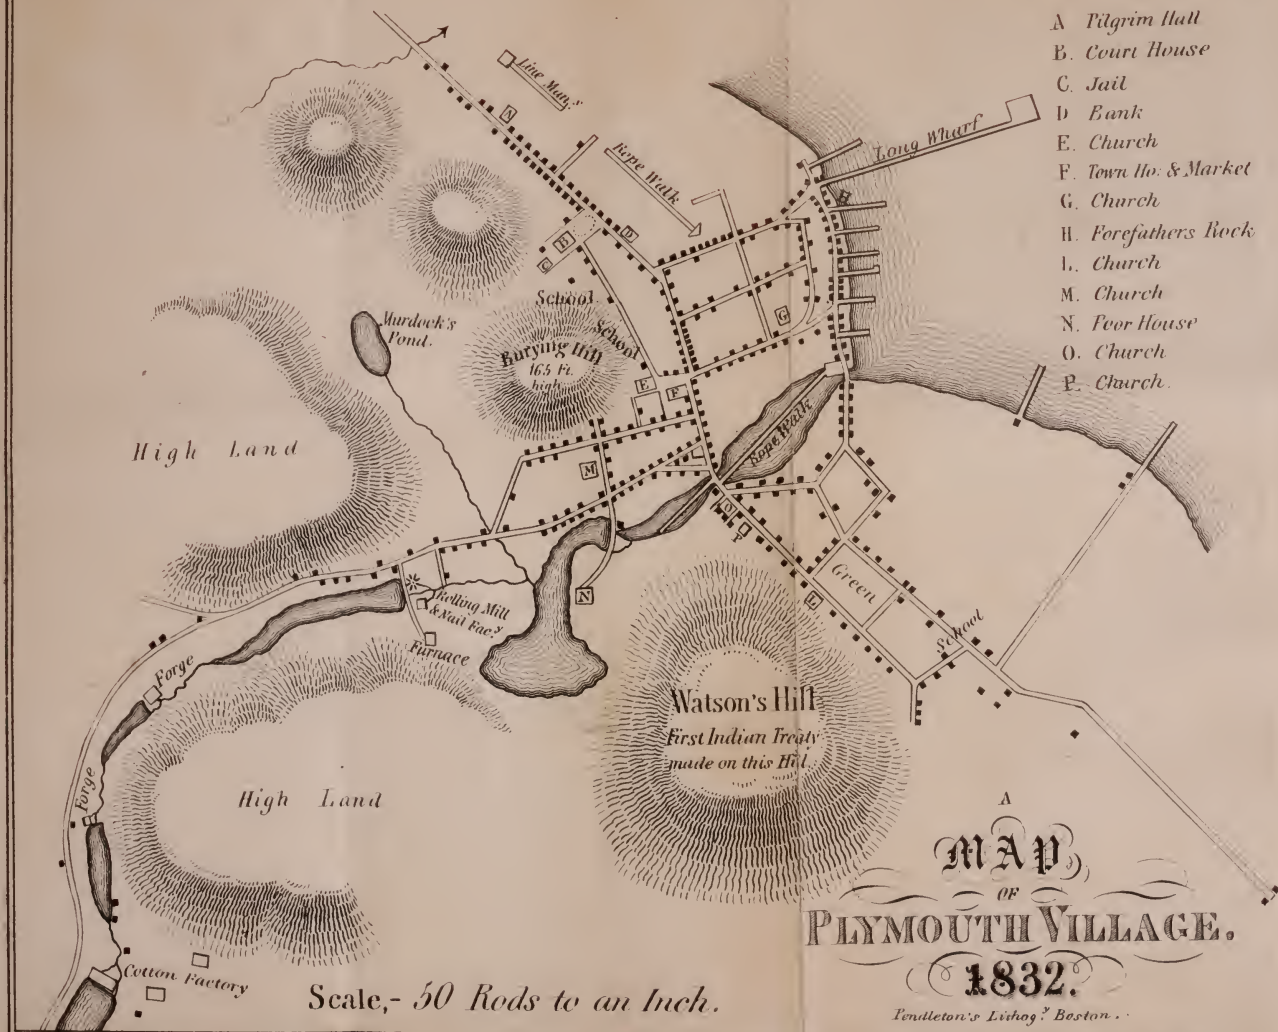 A Pilgrim Hall
B. Court House
C. Jail
D Bank
E. Church
F. Town Ho: & Market
G. Church
H. Forefathers Rock
L. Church
M. Church
N. Poor House
O. Church
P. Church.
Line Man.s
A
Rope Walk
Long Wharf
H
B
C
D
School
School
Murdock's
Pond.
Burying Hill
165 Ft.
high
E
F
G
High Land
M
Rope Walk
O
P
N
L
Green
School
Rolling Mill
& Nail Fac.y
Furnace
Forge
Forge
High Land
Watson's Hill
First Indian Treaty
made on this Hill
Cotton Factory
Scale,- 50 Rods to an Inch.
A
MAP
OF
PLYMOUTH VILLAGE.
1832.
Pendleton's Lithog.y Boston.